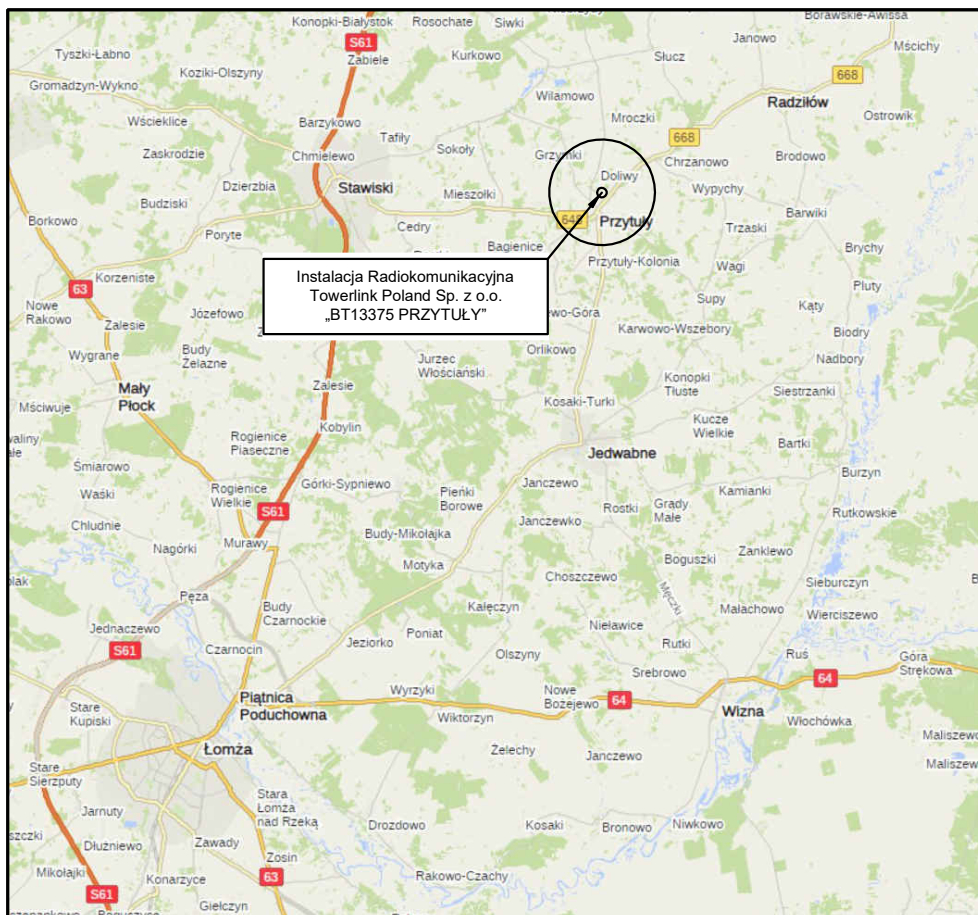 Konopki-Białystok
Rosochate
Siwki
Borawskie-Awissa
S61
Tyszki-Łabno
Zabiele
Kurkowo
Słucz
Janowo
Mścichy
Koziki-Olszyny
668
Gromadzyn-Wykno
Wilamowo
Radziłów
Ostrowik
Wścieklice
Barzykowo
Tafiły
Mroczki
668
Zaskrodzie
Chmielewo
Sokoły
Grzymki
Chrzanowo
Brodowo
Doliwy
Dzierzbia
Stawiski
Mieszołki
Wypychy
Budziski
Borkowo
Poryte
Cedry
648
Przytuły
Trzaski
Barwiki
Bagienice
Brychy
Korzeniste
Instalacja Radiokomunikacyjna
Towerlink Poland Sp. z o.o.
„BT13375 PRZYTUŁY”
Przytuły-Kolonia
Wagi
Pluty
63
Nowe
Rakowo
Zalesie
Józefowo
Supy
Kąty
Karwowo-Wszebory
Biodry
Wygrane
Budy
Żelazne
Jurzec
Włościański
Orlikowo
Nadbory
Mały
Płock
Zalesie
Konopki
Tłuste
Siestrzanki
Mściwuje
Kosaki-Turki
Kobylin
Kucze
Wielkie
Rogienice
Piaseczne
Jedwabne
Bartki
Śmiarowo
Burzyn
Waśki
Rogienice
Wielkie
Górki-Sypniewo
Pieńki
Borowe
Janczewo
Kamianki
S61
Rostki
Grądy
Małe
Rutkowskie
Chludnie
Janczewko
Nagórki
Murawy
Budy-Mikołajka
Zanklewo
Motyka
Boguszki
Choszczewo
Sieburczyn
Pęza
Męczki
Budy
Czarnockie
Kałęczyn
Małachowo
Wierciszewo
Jednaczewo
Nieławice
Poniat
S61
Czarnocin
Jeziorko
Rutki
Olszyny
Ruś
Góra
Strękowa
Srebrowo
64
Piątnica
Poduchowna
Wyrzyki
Nowe
Bożejewo
64
Stare
Kupiski
Wiktorzyn
Wizna
Włochówka
Maliszewo
Łomża
Żelechy
Janczewo
Stare
Sierzputy
Stara
Łomża
nad Rzeką
Jarnuty
Drozdowo
Kosaki
Bronowo
Niwkowo
Dłużniewo
Zawady
Zosin
Mikołajki
Konarzyce
63
Rakowo-Czachy
S61
Giełczyn